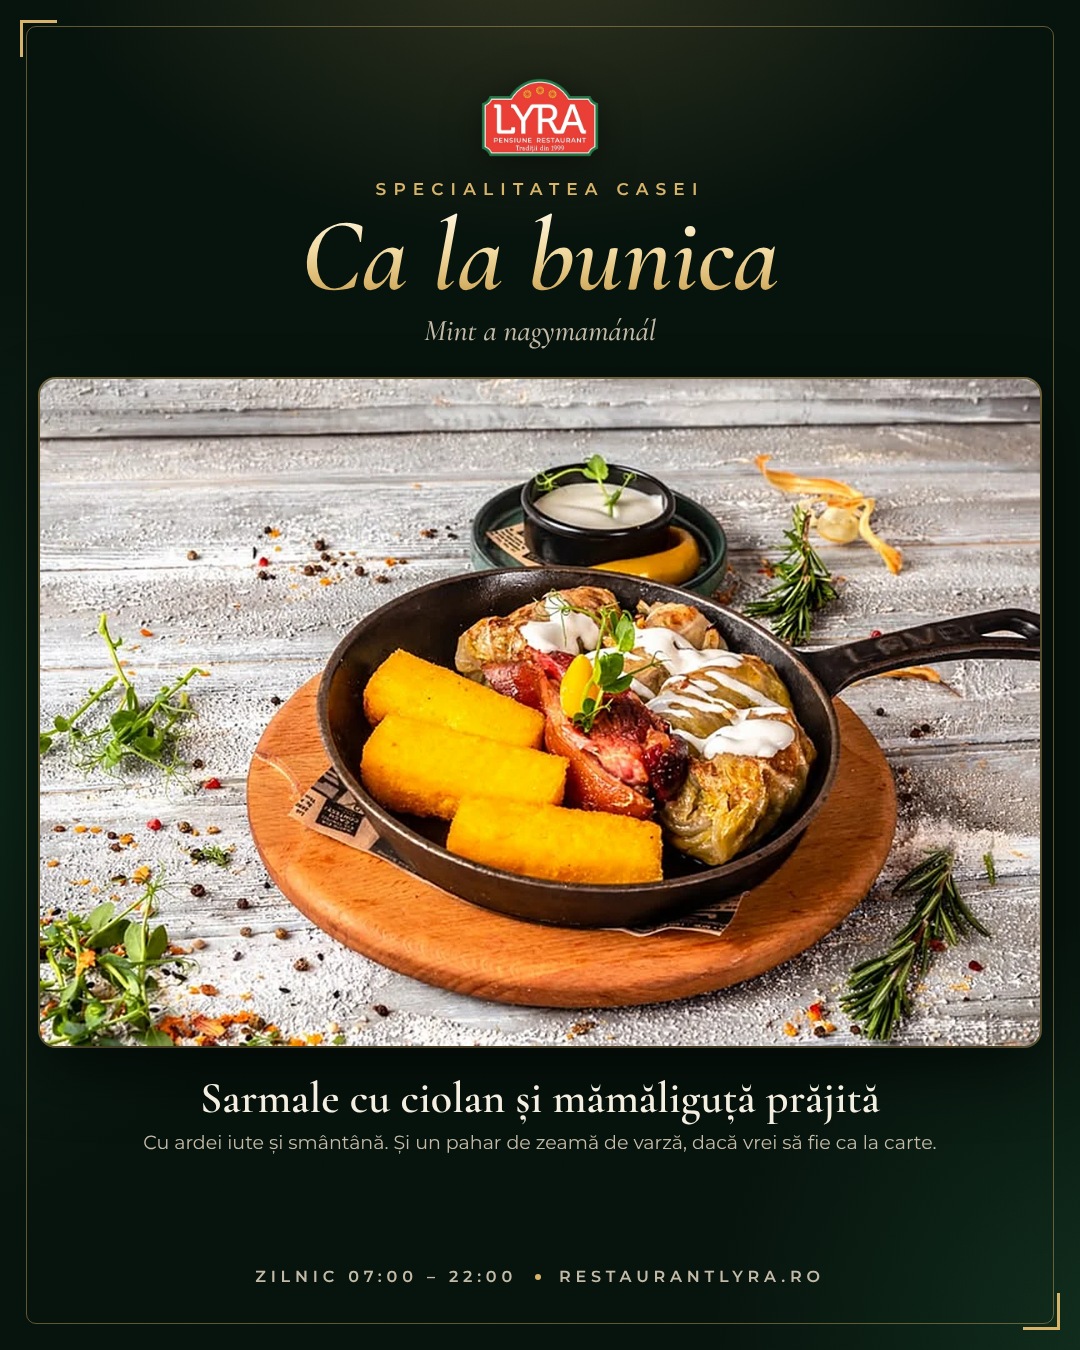 LYRA
PENSIUNE RESTAURANT
Tradiții din 1999
SPECIALITATEA CASEI
Ca la bunica
Mint a nagymamánál
Sarmale cu ciolan și mămăliguță prăjită
Cu ardei iute și smântână. Și un pahar de zeamă de varză, dacă vrei să fie ca la carte.
ZILNIC 07:00 – 22:00 • RESTAURANTLYRA.RO